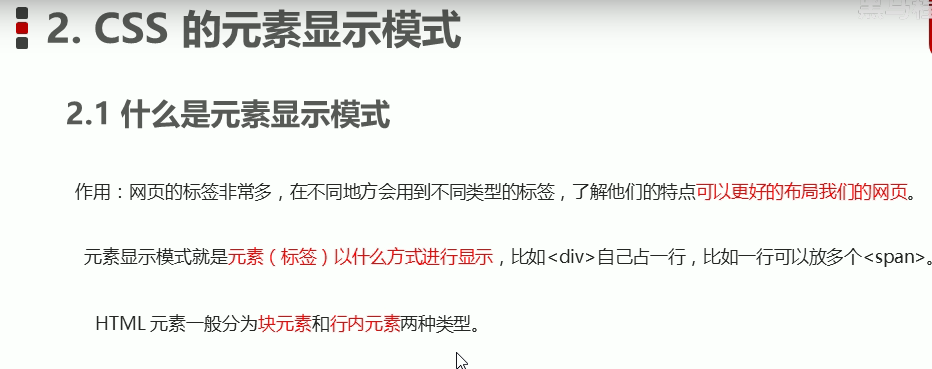 2. CSS 的元素显示模式
2.1 什么是元素显示模式
作用：网页的标签非常多，在不同地方会用到不同类型的标签，了解他们的特点可以更好的布局我们的网页。
元素显示模式就是元素（标签）以什么方式进行显示，比如<div>自己占一行，比如一行可以放多个<span>。
HTML 元素一般分为块元素和行内元素两种类型。